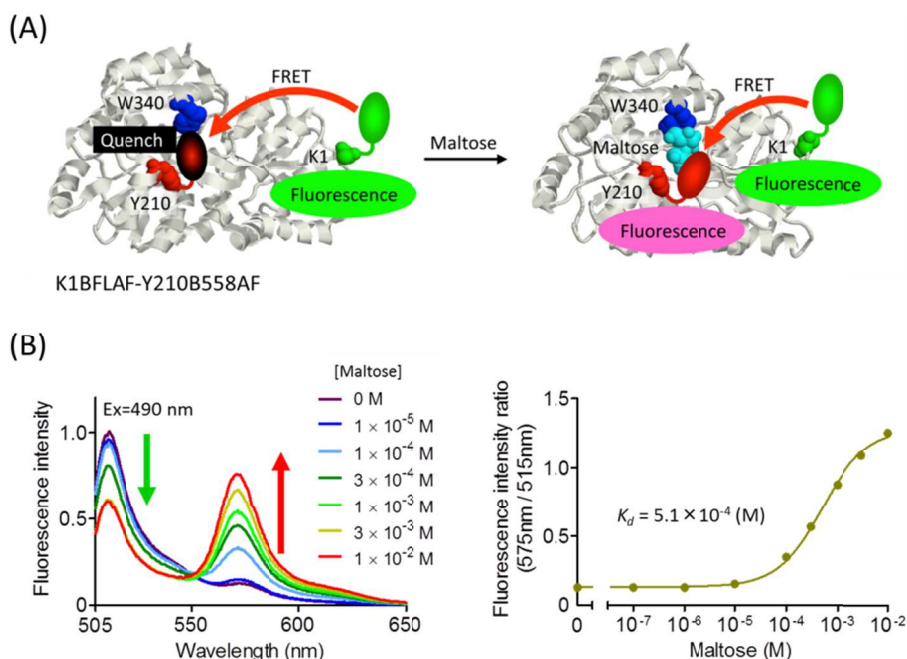 (A)
FRET
W340
Quench
K1
Fluorescence
Y210
K1BFLAF-Y210B558AF
Maltose
FRET
W340
Maltose
K1
Fluorescence
Y210
Fluorescence
(B)
[Maltose]
Ex=490 nm
0 M
1 × 10⁻⁵ M
1 × 10⁻⁴ M
3 × 10⁻⁴ M
1 × 10⁻³ M
3 × 10⁻³ M
1 × 10⁻² M
Fluorescence intensity
1.0
0.5
0
505 550 600 650
Wavelength (nm)
Fluorescence intensity ratio
(575nm / 515nm)
1.5
1.0
0.5
0
K_d = 5.1×10⁻⁴ (M)
0 10⁻⁷ 10⁻⁶ 10⁻⁵ 10⁻⁴ 10⁻³ 10⁻²
Maltose (M)